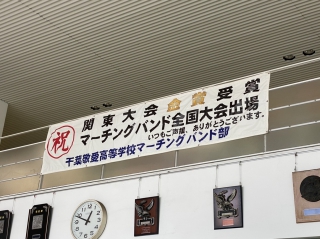 祝
関東大会金賞受賞
マーチングバンド全国大会出場
いつもご声援、ありがとうございます。
千葉敬愛高等学校マーチングバンド部